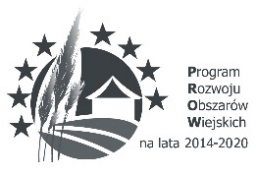 Program
Rozwoju
Obszarów
Wiejskich
na lata 2014-2020